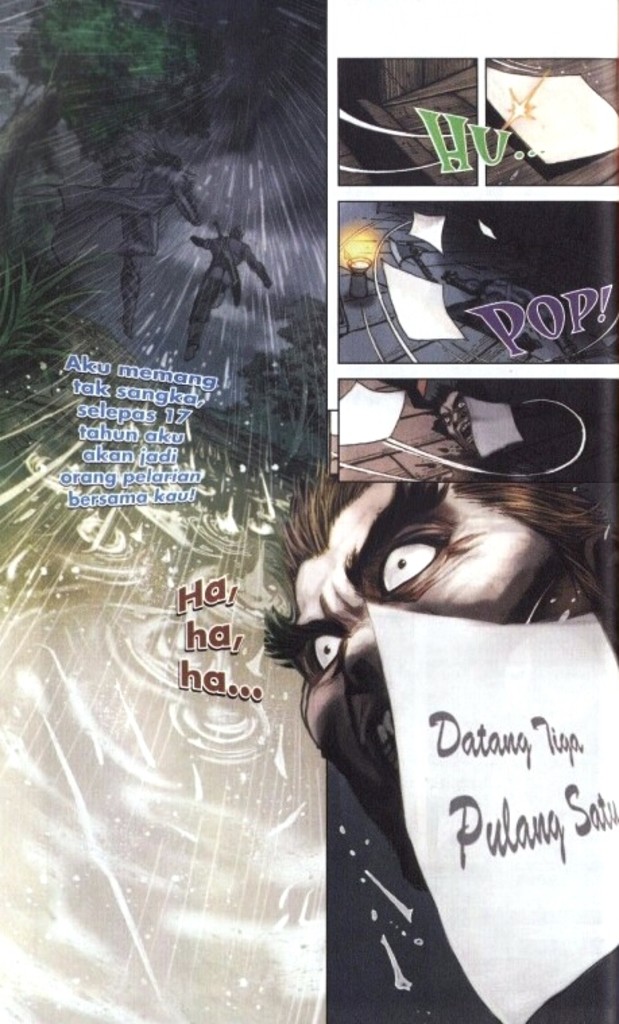 Aku memang
tak sangka,
selepas 17
tahun aku
akan jadi
orang pelarian
bersama kau!
Ha,
ha,
ha...
HU...
POP!
Datang Tiga
Pulang Satu